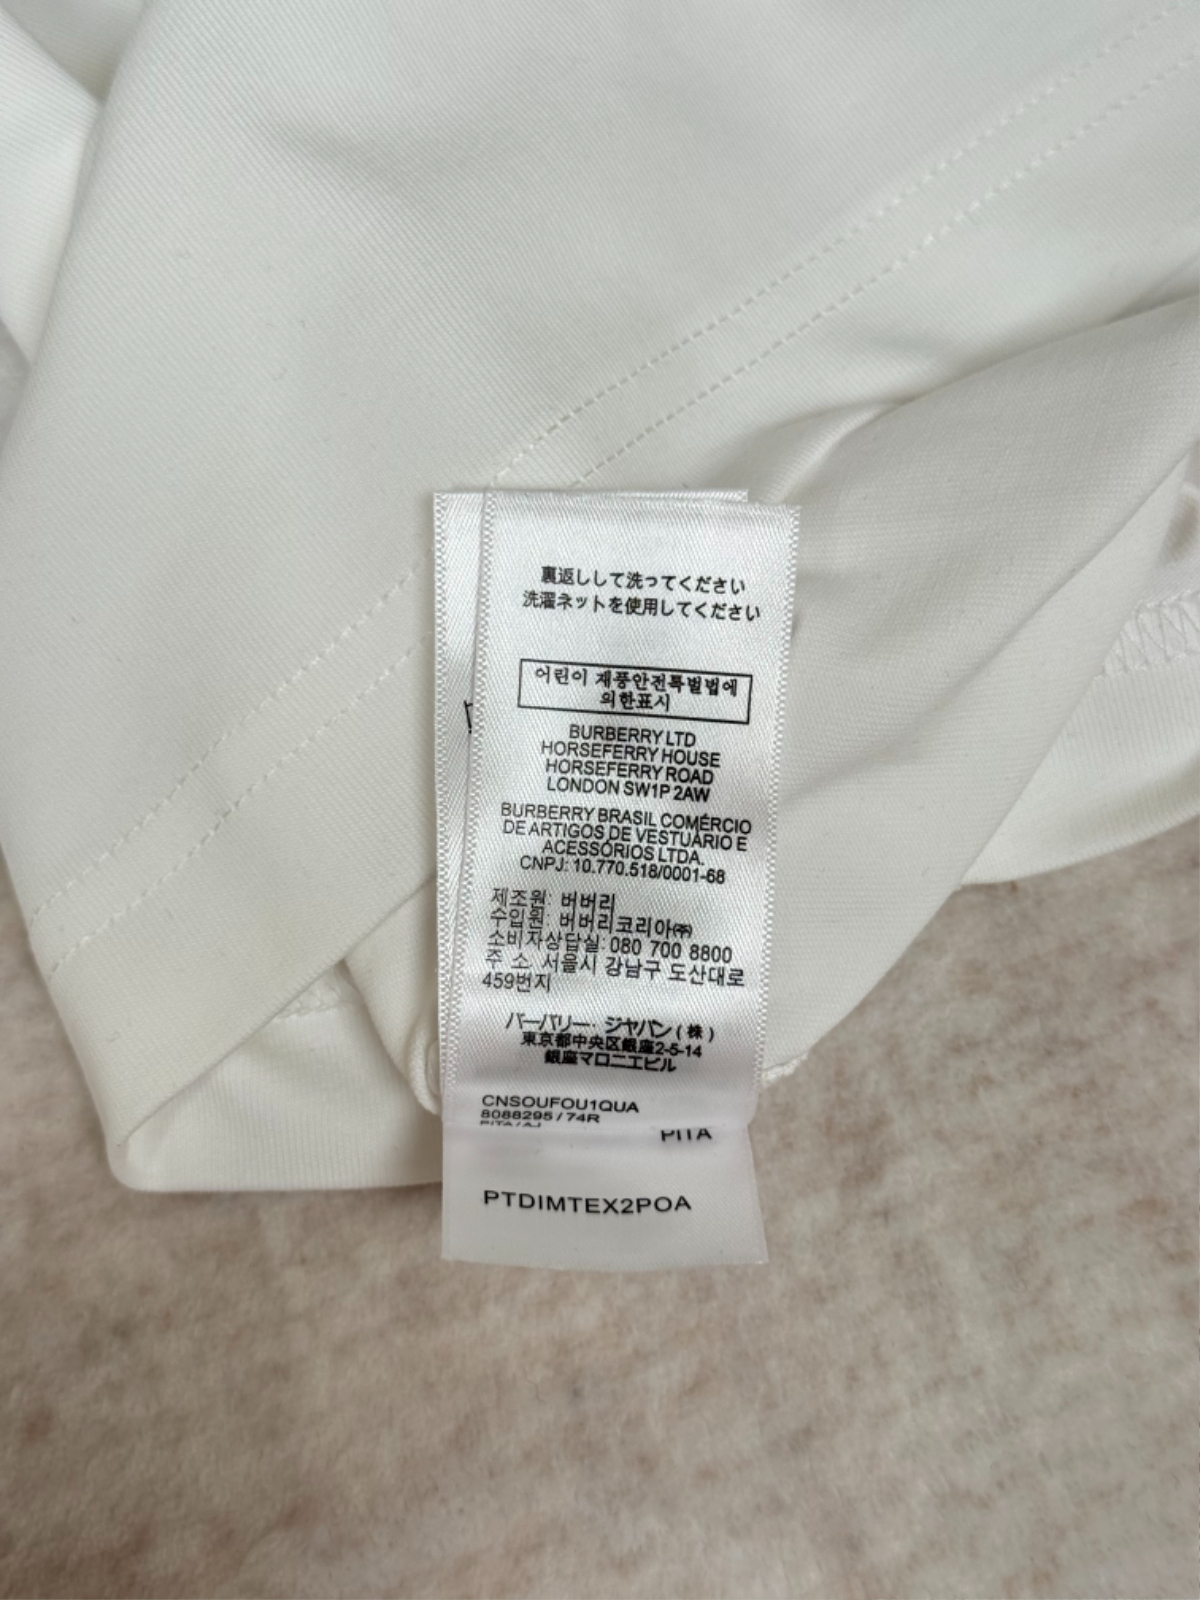 裏返しして洗ってください
洗濯ネットを使用してください
어린이 재풍안전특별법에
의한표시
BURBERRY LTD
HORSEFERRY HOUSE
HORSEFERRY ROAD
LONDON SW1P 2AW
BURBERRY BRASIL COMÉRCIO
DE ARTIGOS DE VESTUÁRIO E
ACESSÓRIOS LTDA.
CNPJ: 10.770.518/0001-68
제조원: 버버리
수입원: 버버리코리아㈜
소비자상답실: 080 700 8800
주 소 서울시 강남구 도산대로
459번지
バーバリー・ジヤパン(株)
東京都中央区銀座2-5-14
銀座マロニエビル
CNSOUFOU1QUA
8088295 / 74R
PITA / AJ
PITA
PTDIMTEX2POA